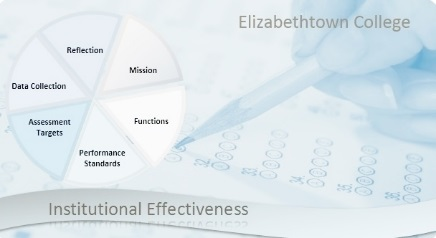 Elizabethtown College
Reflection
Mission
Data Collection
Functions
Assessment
Targets
Performance
Standards
Institutional Effectiveness